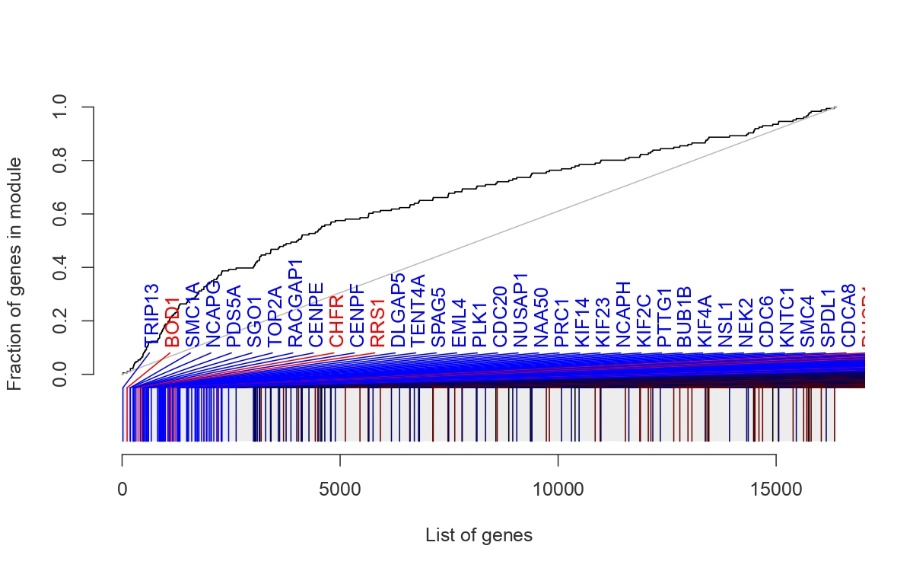 Fraction of genes in module
1.0
0.8
0.6
0.4
0.2
0.0
TRIP13
BOD1
SMC1A
NCAPG
PDS5A
SGO1
TOP2A
RACGAP1
CENPE
CHFR
CENPF
RRS1
DLGAP5
TENT4A
SPAG5
EML4
PLK1
CDC20
NUSAP1
NAA50
PRC1
KIF14
KIF23
NCAPH
KIF2C
PTTG1
BUB1B
KIF4A
NSL1
NEK2
CDC6
KNTC1
SMC4
SPDL1
CDCA8
0
5000
10000
15000
List of genes